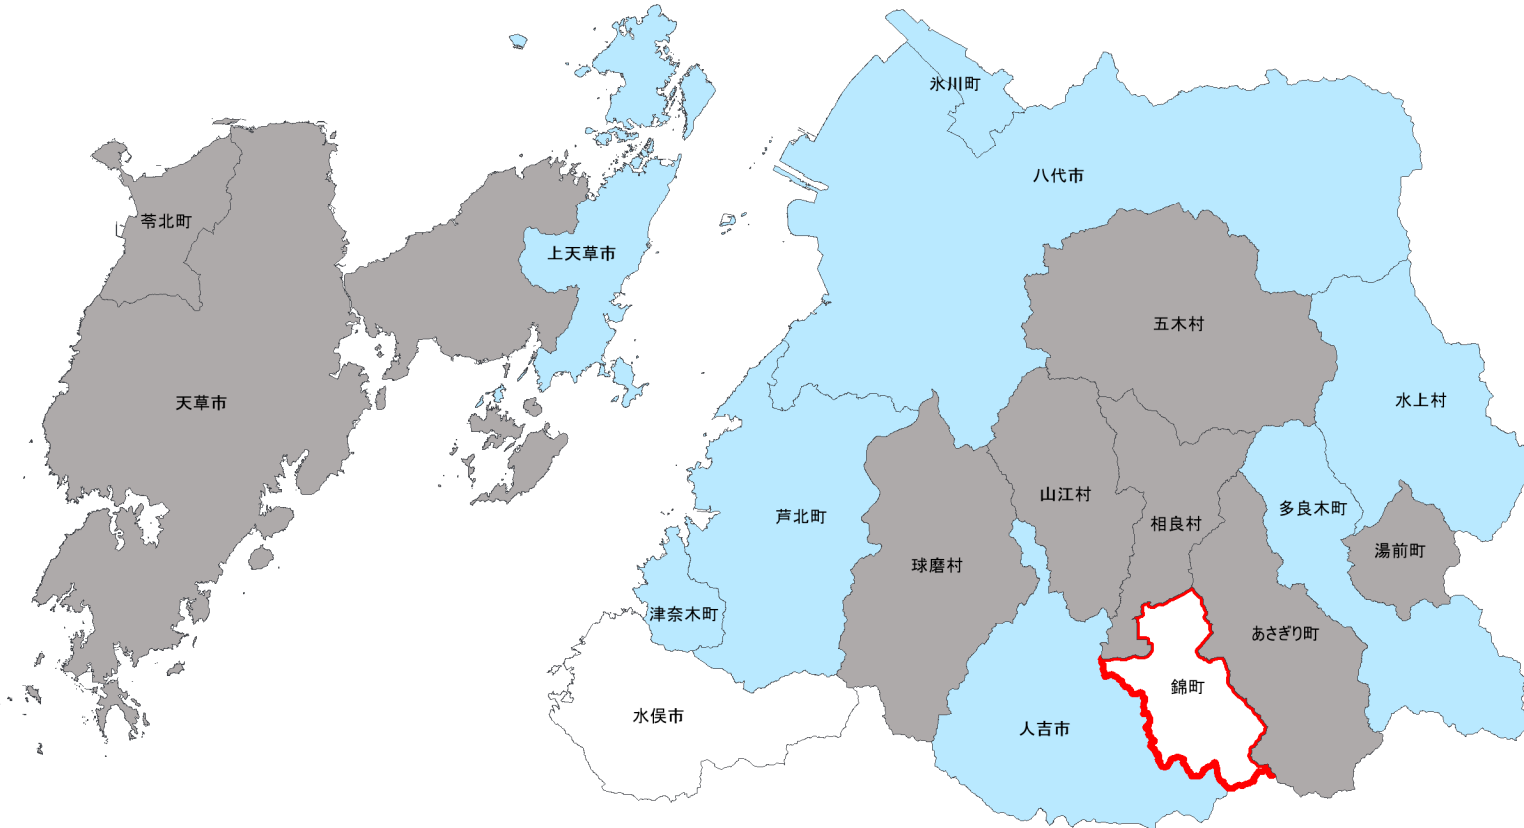 氷川町
八代市
苓北町
上天草市
五木村
天草市
水上村
山江村
多良木町
芦北町
相良村
湯前町
球磨村
津奈木町
あさぎり町
錦町
水俣市
人吉市